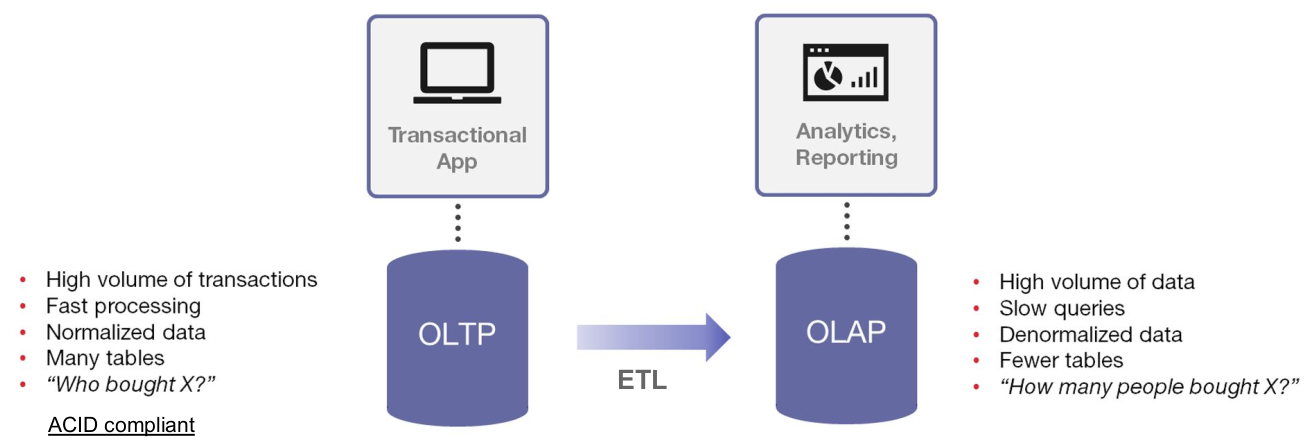 Transactional
App
Analytics,
Reporting
• High volume of transactions
• Fast processing
• Normalized data
• Many tables
• “Who bought X?”
ACID compliant
OLTP
ETL
OLAP
• High volume of data
• Slow queries
• Denormalized data
• Fewer tables
• “How many people bought X?”